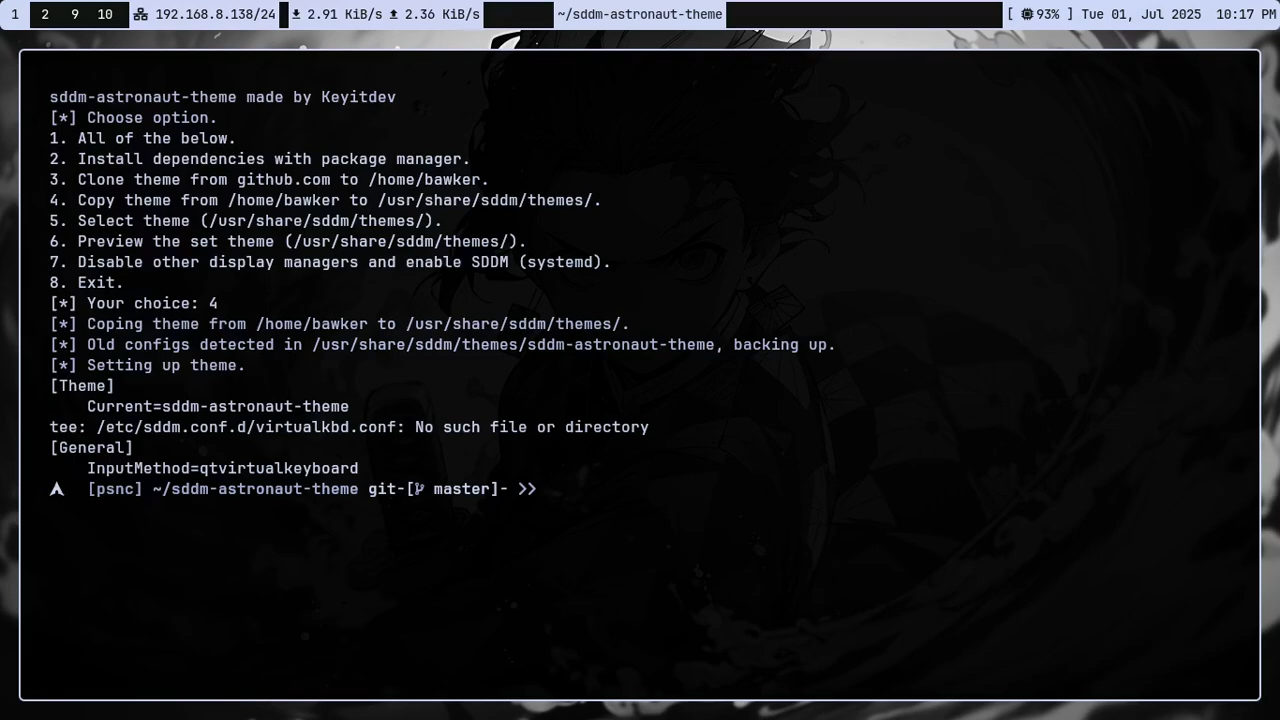 1 2 9 10 192.168.8.138/24 2.91 KiB/s 2.36 KiB/s ~/sddm-astronaut-theme [ 93% ] Tue 01, Jul 2025 10:17 PM
sddm-astronaut-theme made by Keyitdev
[*] Choose option.
1. All of the below.
2. Install dependencies with package manager.
3. Clone theme from github.com to /home/bawker.
4. Copy theme from /home/bawker to /usr/share/sddm/themes/.
5. Select theme (/usr/share/sddm/themes/).
6. Preview the set theme (/usr/share/sddm/themes/).
7. Disable other display managers and enable SDDM (systemd).
8. Exit.
[*] Your choice: 4
[*] Coping theme from /home/bawker to /usr/share/sddm/themes/.
[*] Old configs detected in /usr/share/sddm/themes/sddm-astronaut-theme, backing up.
[*] Setting up theme.
[Theme]
    Current=sddm-astronaut-theme
tee: /etc/sddm.conf.d/virtualkbd.conf: No such file or directory
[General]
    InputMethod=qtvirtualkeyboard
[psnc] ~/sddm-astronaut-theme git-[ master]- >>